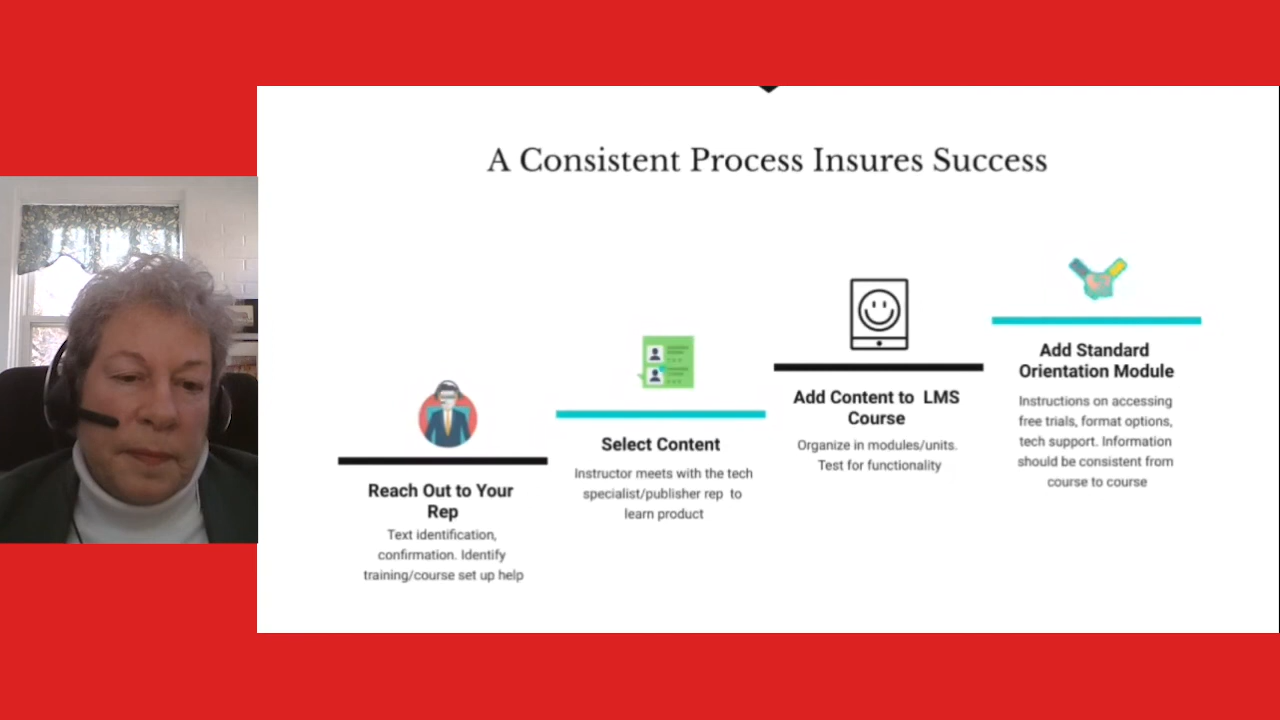 A Consistent Process Insures Success
Reach Out to Your
Rep
Text identification,
confirmation. Identify
training/course set up help
Select Content
Instructor meets with the tech
specialist/publisher rep to
learn product
Add Content to LMS
Course
Organize in modules/units.
Test for functionality
Add Standard
Orientation Module
Instructions on accessing
free trials, format options,
tech support. Information
should be consistent from
course to course